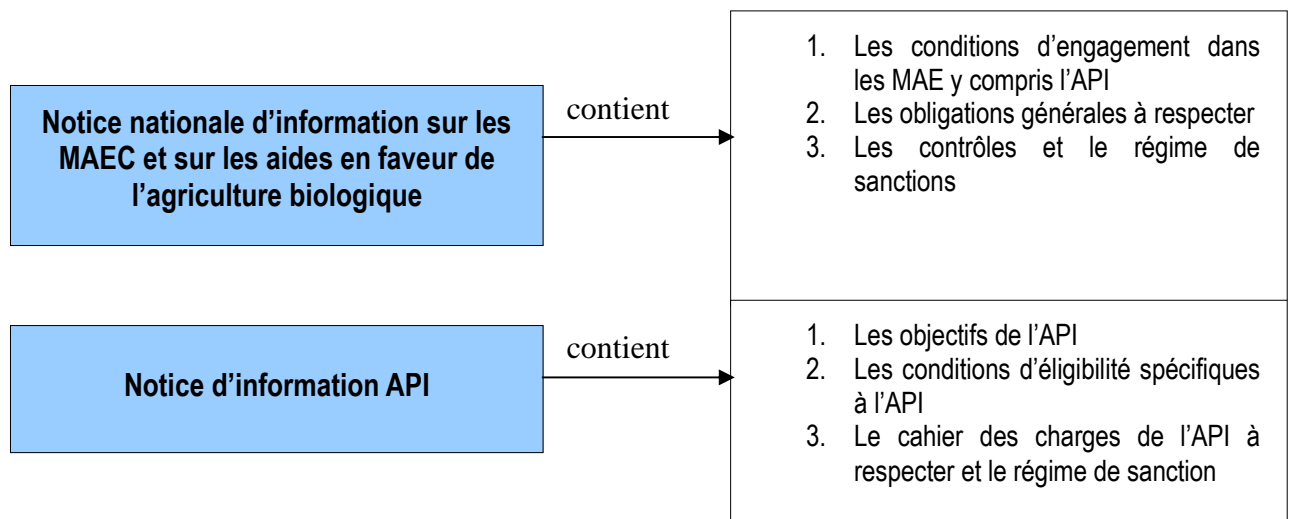 Notice nationale d'information sur les
MAEC et sur les aides en faveur de
l'agriculture biologique
contient
1. Les conditions d'engagement dans
les MAE y compris l'API
2. Les obligations générales à respecter
3. Les contrôles et le régime de
sanctions
Notice d'information API
contient
1. Les objectifs de l'API
2. Les conditions d'éligibilité spécifiques
à l'API
3. Le cahier des charges de l'API à
respecter et le régime de sanction